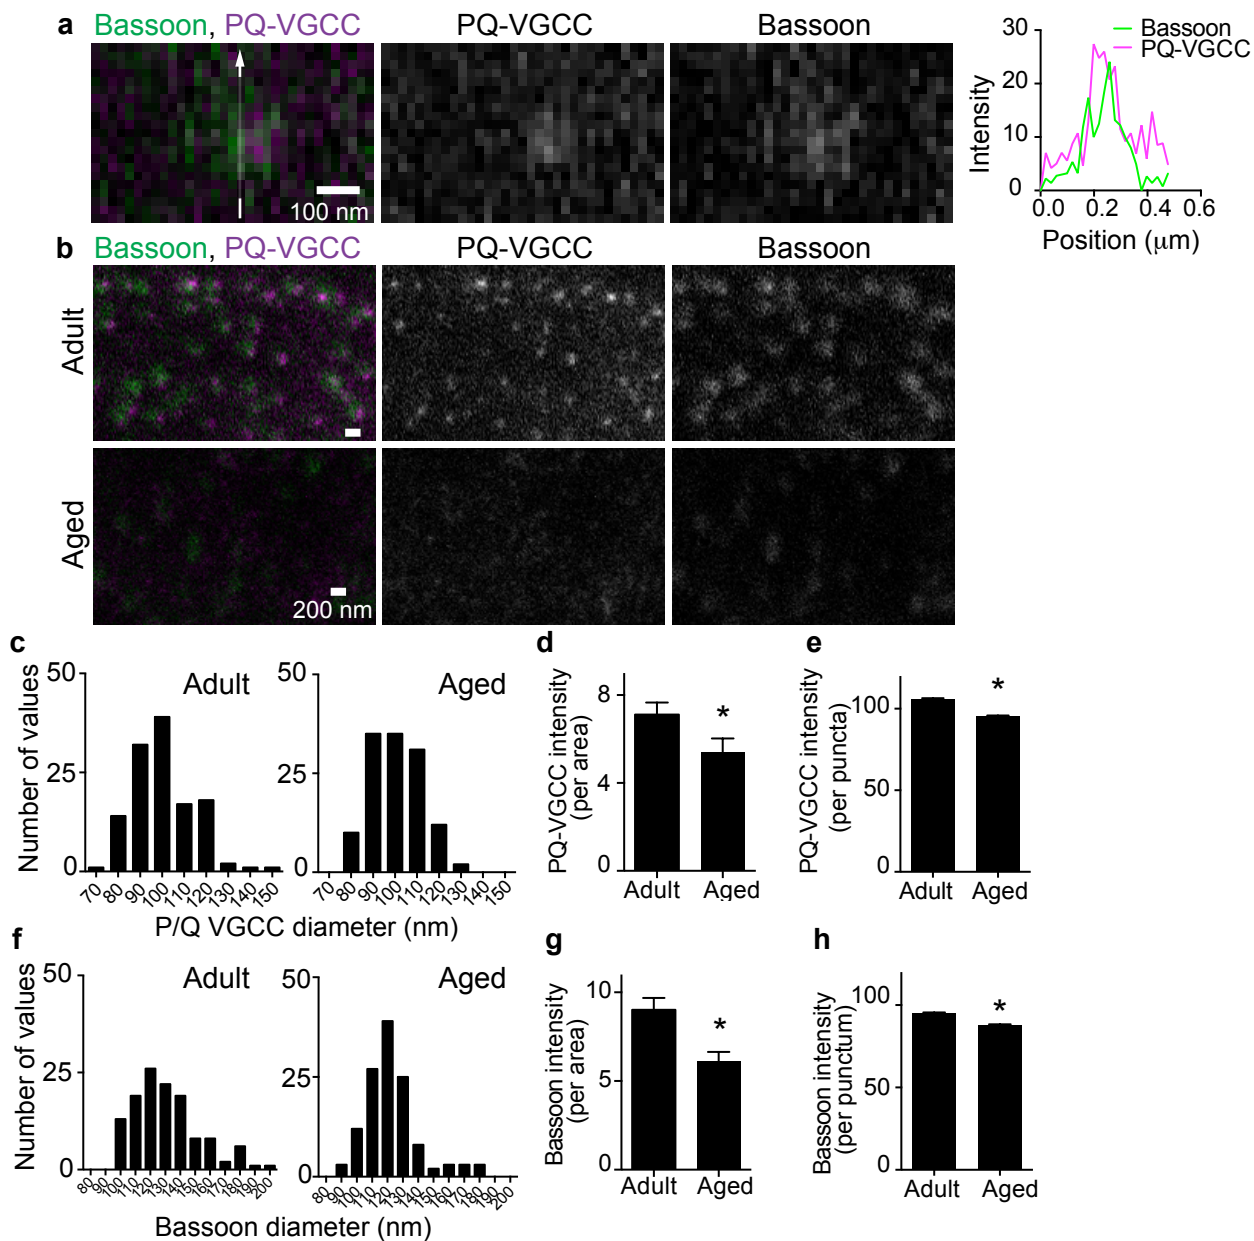 a Bassoon, PQ-VGCC PQ-VGCC Bassoon
100 nm
Bassoon
PQ-VGCC
Intensity
30
20
10
0
0.0 0.2 0.4 0.6
Position (μm)
b Bassoon, PQ-VGCC PQ-VGCC Bassoon
Adult
Aged
200 nm
c
Number of values
50
25
0
Adult
70 80 90 100 110 120 130 140 150
50
25
0
Aged
70 80 90 100 110 120 130 140 150
P/Q VGCC diameter (nm)
d
PQ-VGCC intensity
(per area)
8
4
0
*
Adult Aged
e
PQ-VGCC intensity
(per puncta)
100
50
0
*
Adult Aged
f
Number of values
50
25
0
Adult
80 90 100 110 120 130 140 150 160 170 180 190 200
50
25
0
Aged
80 90 100 110 120 130 140 150 160 170 180 190 200
Bassoon diameter (nm)
g
Bassoon intensity
(per area)
10
5
0
*
Adult Aged
h
Bassoon intensity
(per punctum)
100
50
0
*
Adult Aged